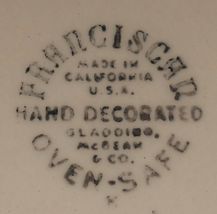 FRANCISCAN
MADE IN
CALIFORNIA
U.S.A.
HAND DECORATED
GLADDING,
McBEAN
& CO.
OVEN-SAFE